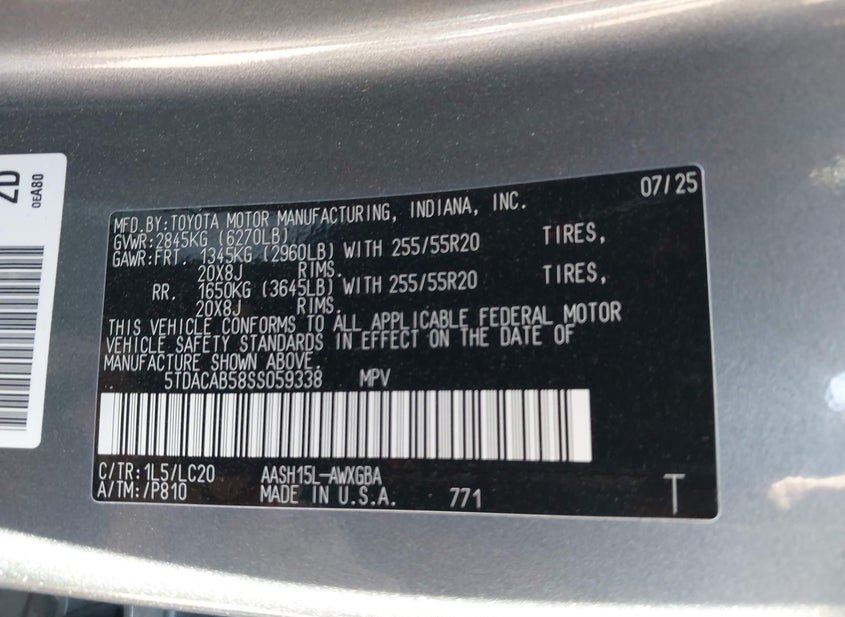 2D
0EA80
07/25
MFD.BY:TOYOTA MOTOR MANUFACTURING, INDIANA, INC.
GVWR:2845KG (6270LB)
GAWR:FRT. 1345KG (2960LB) WITH 255/55R20 TIRES,
20X8J RIMS.
RR. 1650KG (3645LB) WITH 255/55R20 TIRES,
20X8J RIMS.
THIS VEHICLE CONFORMS TO ALL APPLICABLE FEDERAL MOTOR
VEHICLE SAFETY STANDARDS IN EFFECT ON THE DATE OF
MANUFACTURE SHOWN ABOVE.
5TDACAB58SS059338 MPV
C/TR:1L5/LC20 AASH15L-AWXGBA
A/TM:/P810 MADE IN U.S.A. 771
T